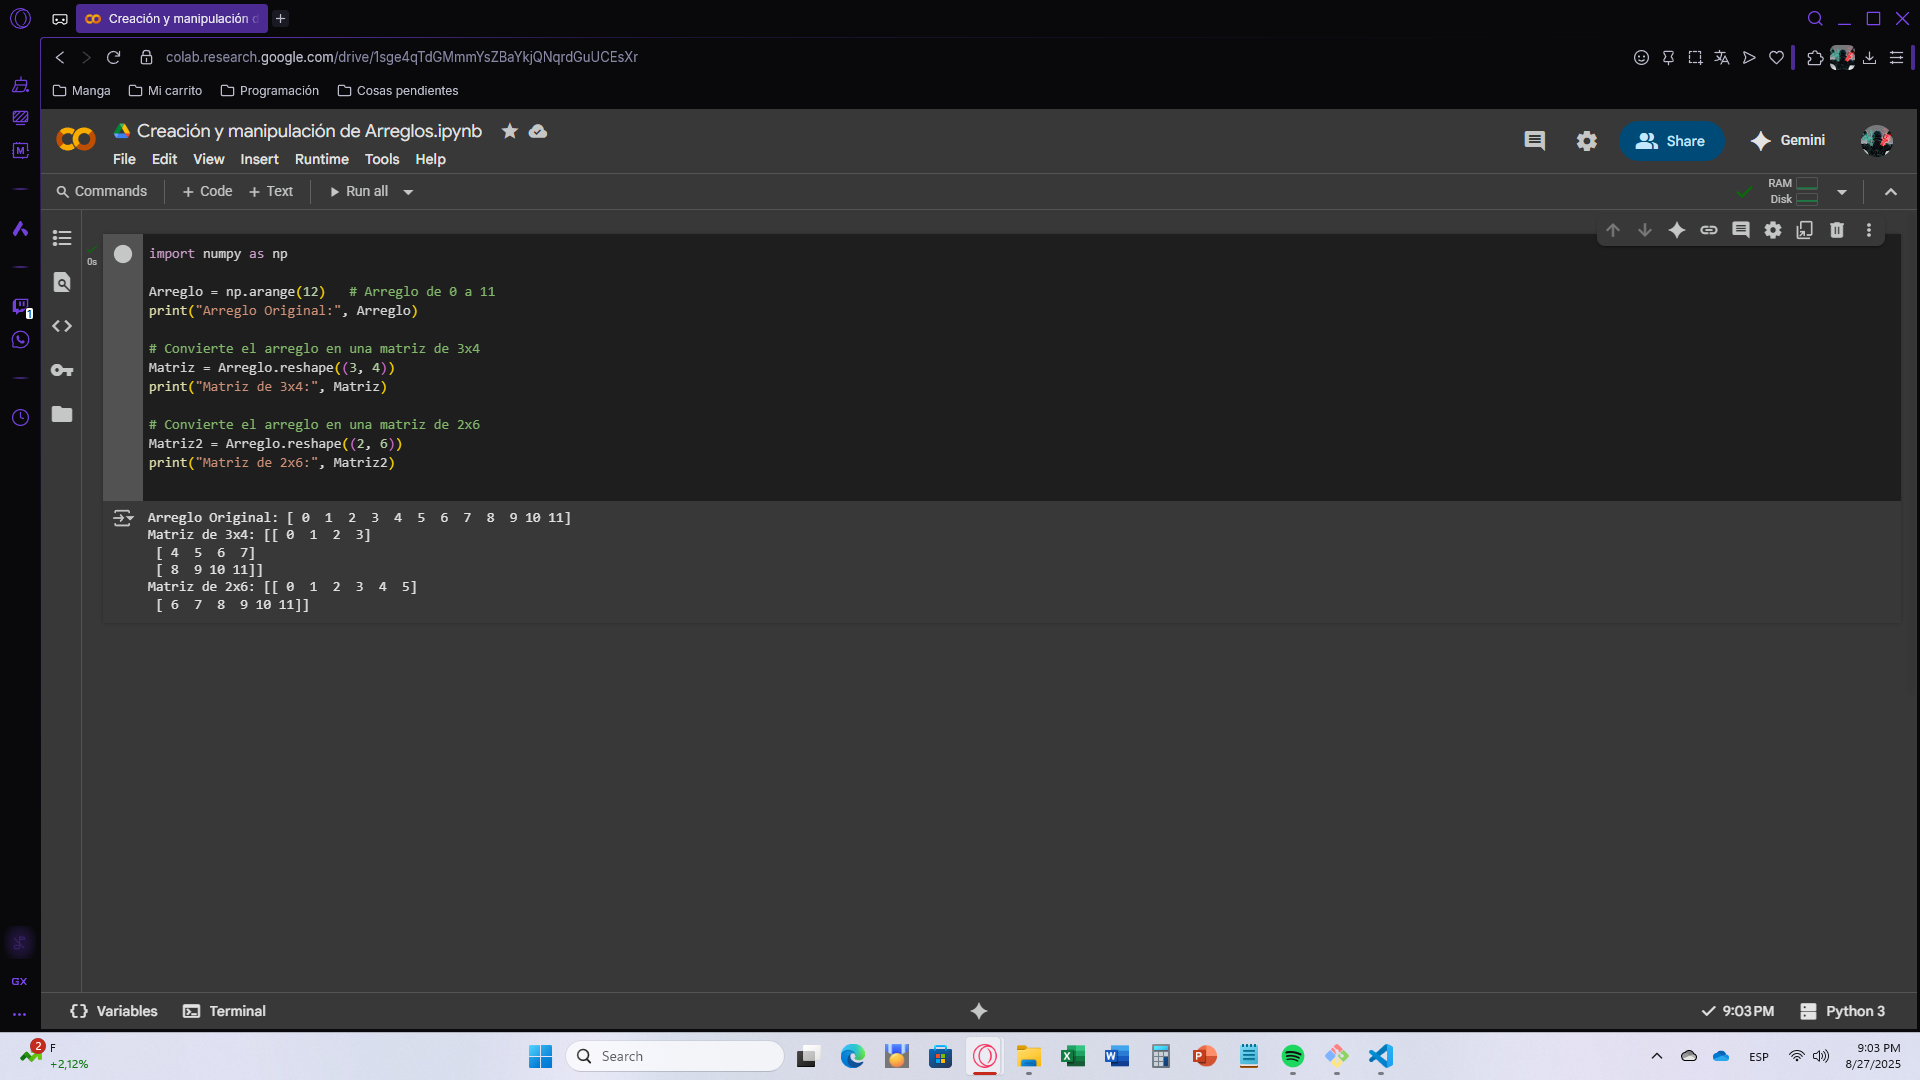 Creación y manipulación d
colab.research.google.com/drive/1sge4qTdGMmmYsZBaYkjQNqrdGuUCEsXr
Manga
Mi carrito
Programación
Cosas pendientes
Creación y manipulación de Arreglos.ipynb
File Edit View Insert Runtime Tools Help
Share
Gemini
Commands + Code + Text Run all
RAM
Disk
0s
import numpy as np
Arreglo = np.arange(12)   # Arreglo de 0 a 11
print("Arreglo Original:", Arreglo)
# Convierte el arreglo en una matriz de 3x4
Matriz = Arreglo.reshape((3, 4))
print("Matriz de 3x4:", Matriz)
# Convierte el arreglo en una matriz de 2x6
Matriz2 = Arreglo.reshape((2, 6))
print("Matriz de 2x6:", Matriz2)
Arreglo Original: [ 0  1  2  3  4  5  6  7  8  9 10 11]
Matriz de 3x4: [[ 0  1  2  3]
 [ 4  5  6  7]
 [ 8  9 10 11]]
Matriz de 2x6: [[ 0  1  2  3  4  5]
 [ 6  7  8  9 10 11]]
M
1
GX
{} Variables
Terminal
9:03 PM
Python 3
2
F
+2,12%
Search
ESP
9:03 PM
8/27/2025